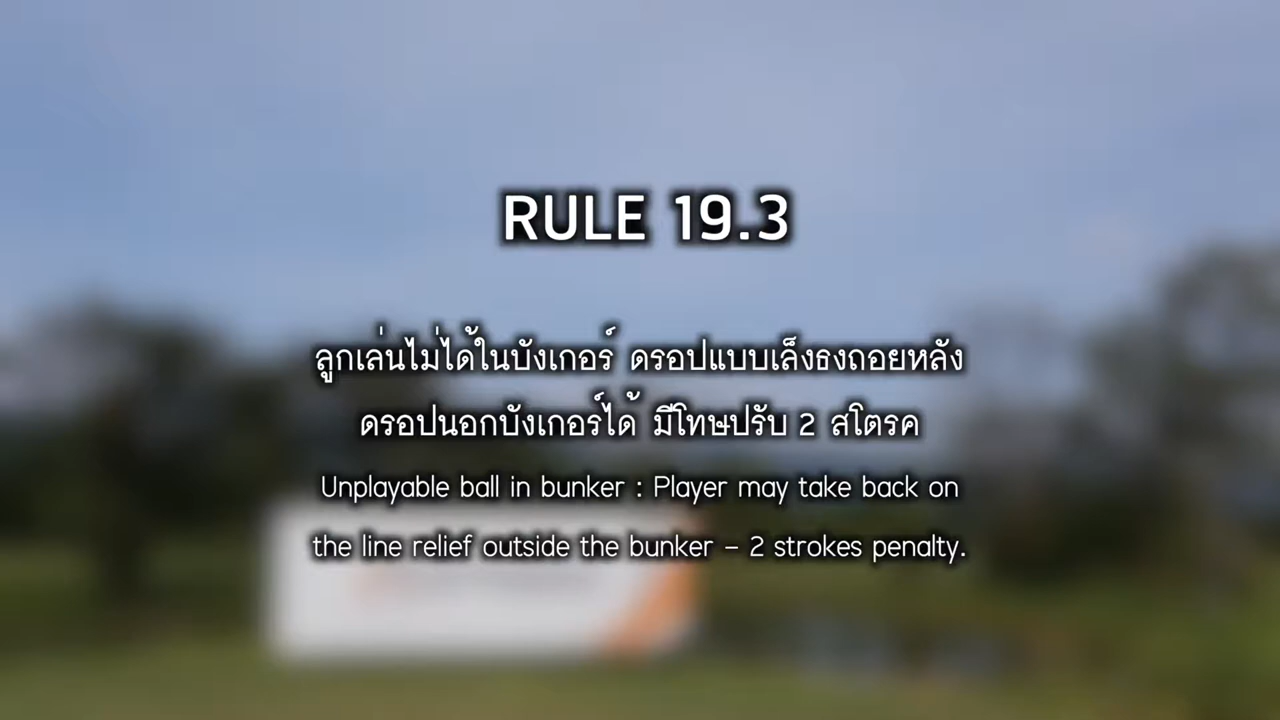 RULE 19.3
ลูกเล่นไม่ได้ในบังเกอร์ ดรอปแบบเล็งธงถอยหลัง
ดรอปนอกบังเกอร์ได้ มีโทษปรับ 2 สโตรค
Unplayable ball in bunker : Player may take back on
the line relief outside the bunker – 2 strokes penalty.